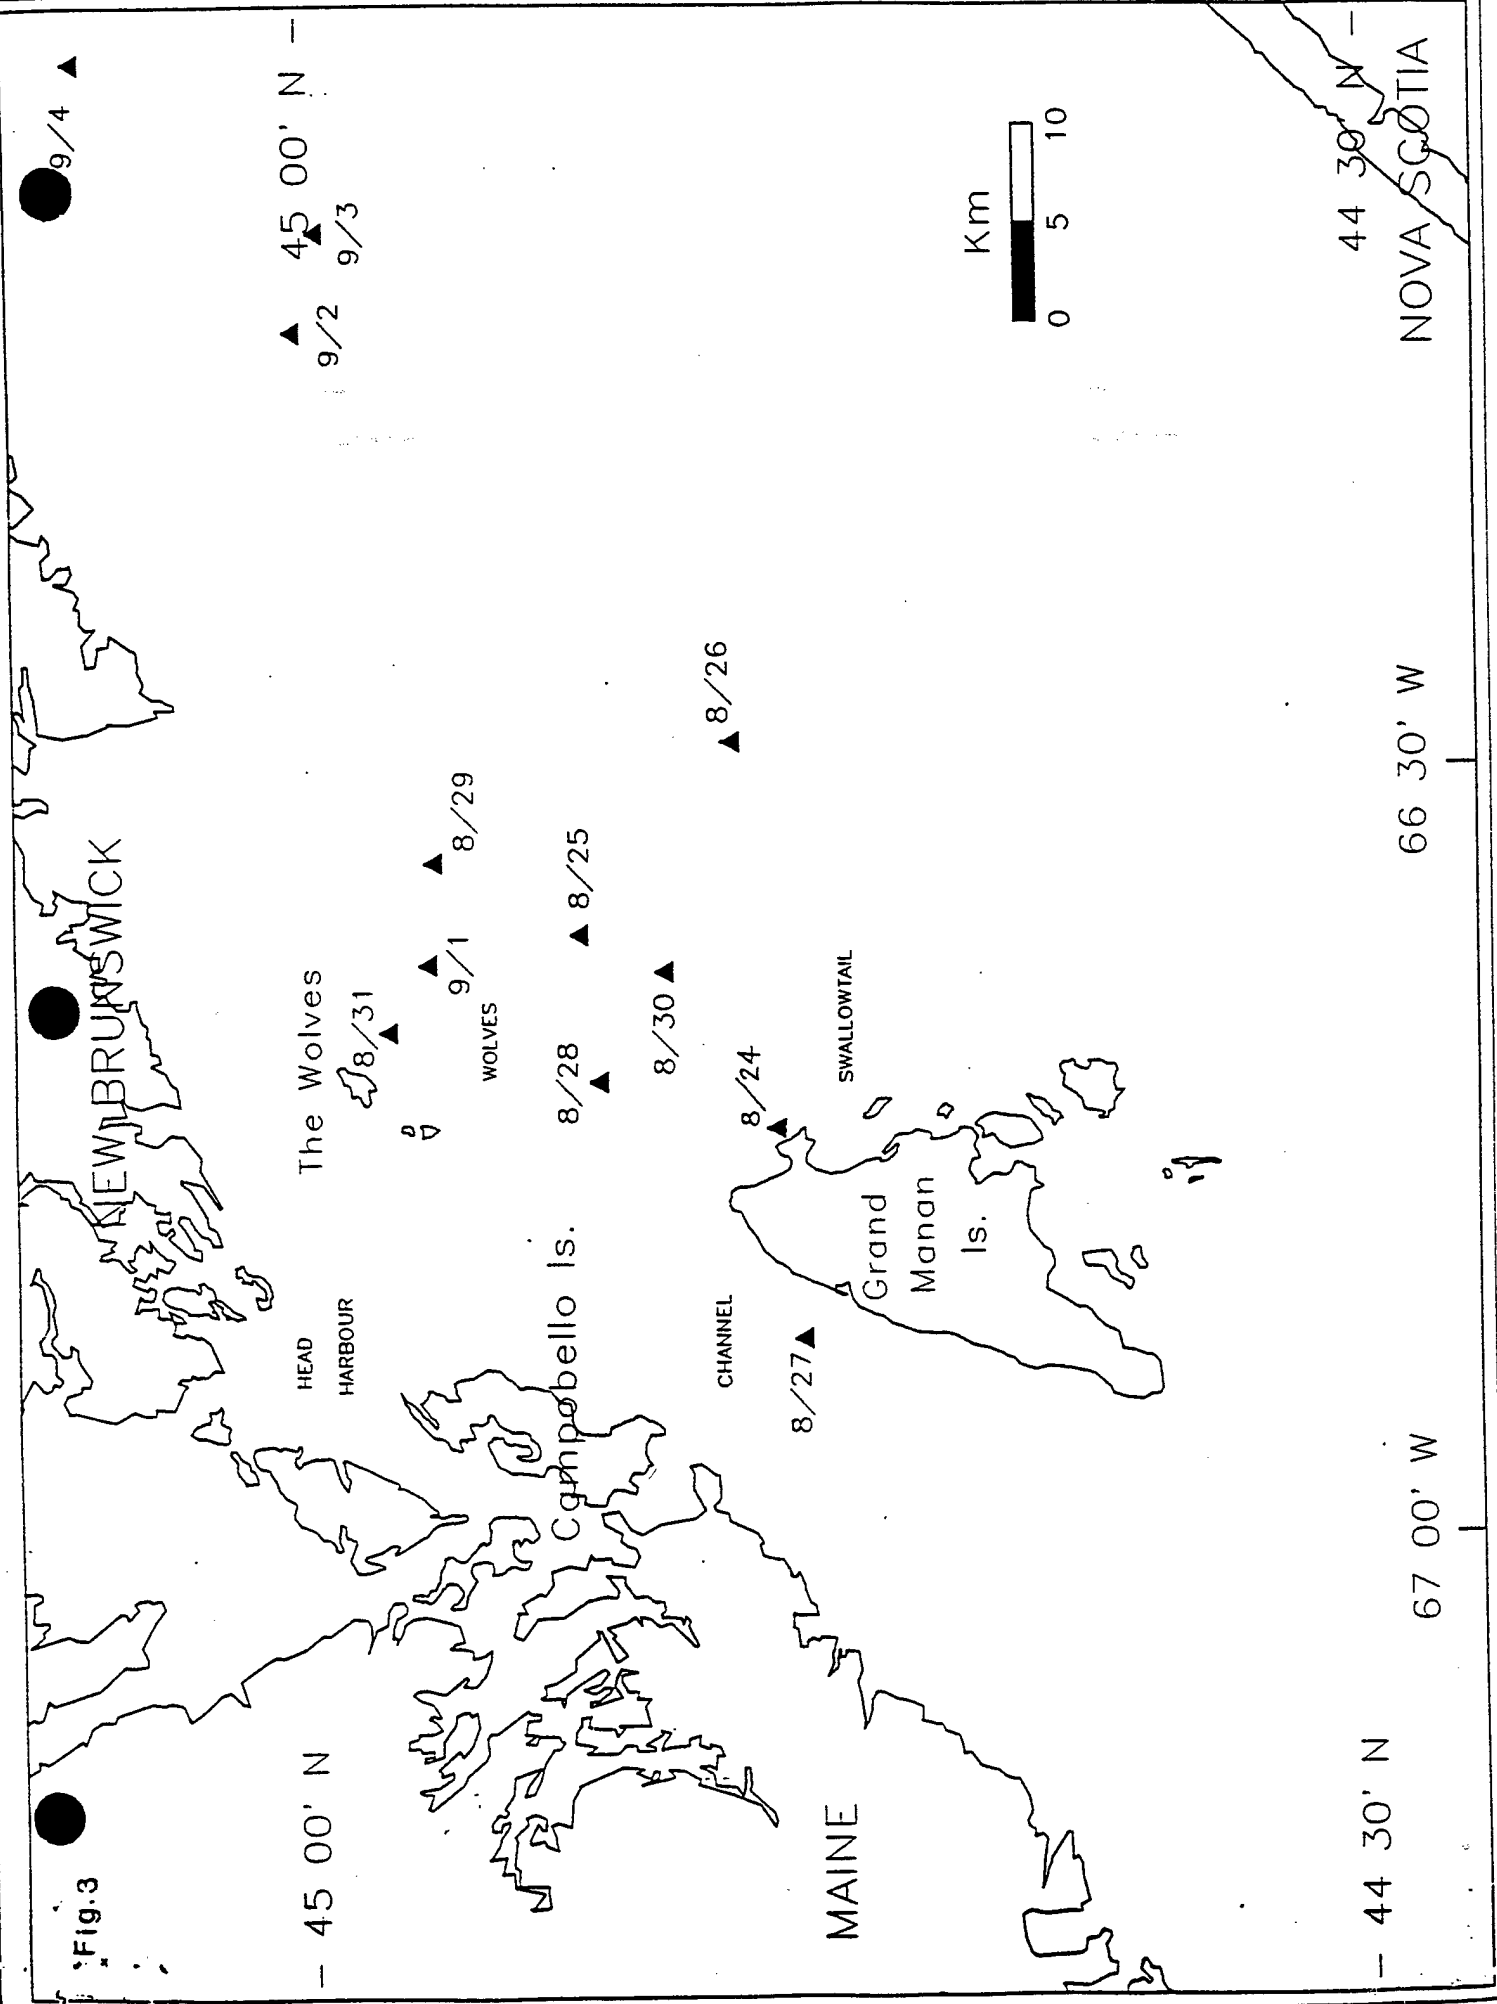 Fig.3
NEW BRUNSWICK
9/4
45 00' N
45 00' N
HEAD
HARBOUR
The Wolves
8/31
9/2
9/3
9/1
8/29
WOLVES
Campobello Is.
8/28
8/25
8/30
CHANNEL
8/24
8/26
8/27
SWALLOWTAIL
MAINE
Grand
Manan
Is.
Km
0 5 10
44 30' N
44 30' N
67 00' W
66 30' W
NOVA SCOTIA